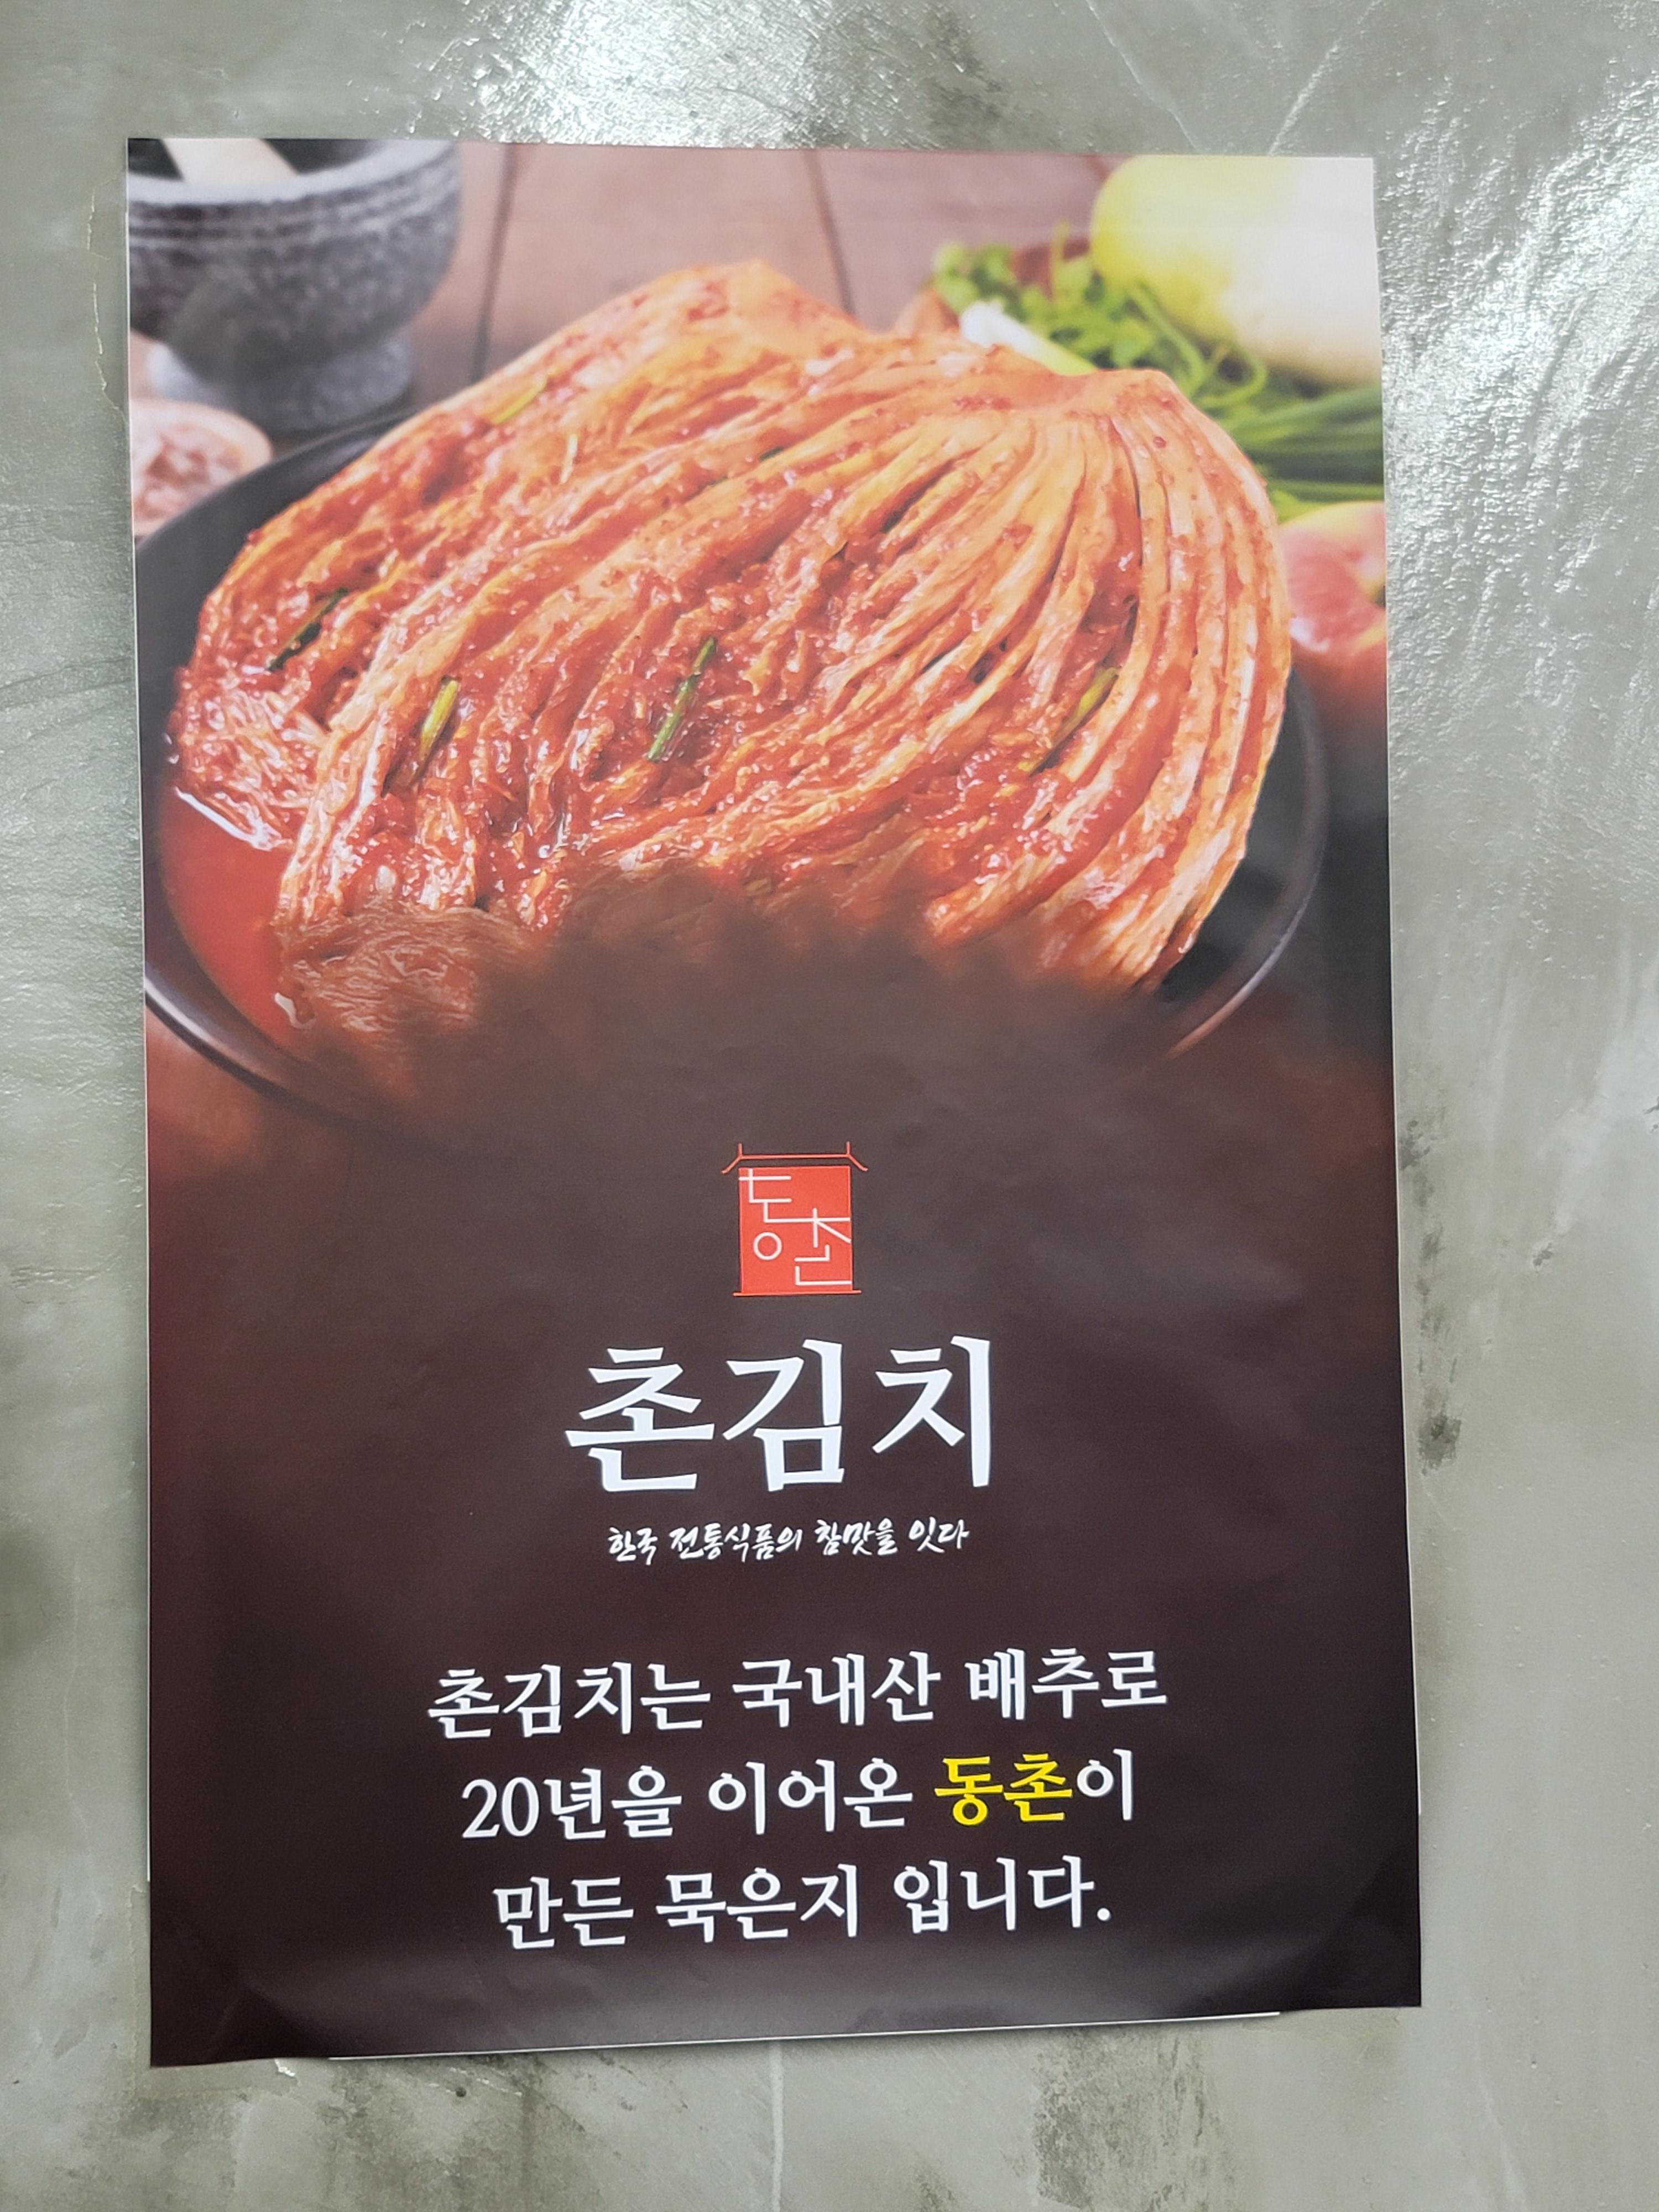 동촌
촌김치
한국 전통식품의 참맛을 잇다
촌김치는 국내산 배추로
20년을 이어온 동촌이
만든 묵은지 입니다.